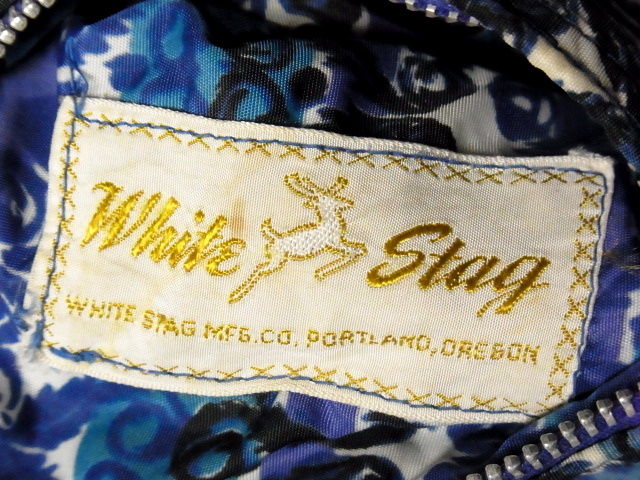 White Stag
WHITE STAG MFG. CO. PORTLAND, OREGON